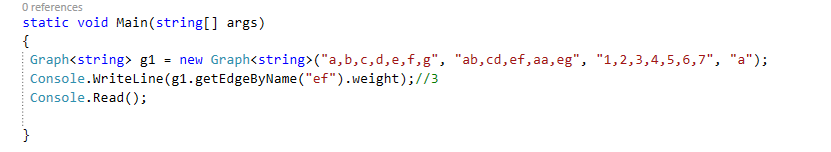 0 references
static void Main(string[] args)
{
Graph<string> g1 = new Graph<string>("a,b,c,d,e,f,g", "ab,cd,ef,aa,eg", "1,2,3,4,5,6,7", "a");
Console.WriteLine(g1.getEdgeByName("ef").weight);//3
Console.Read();
}